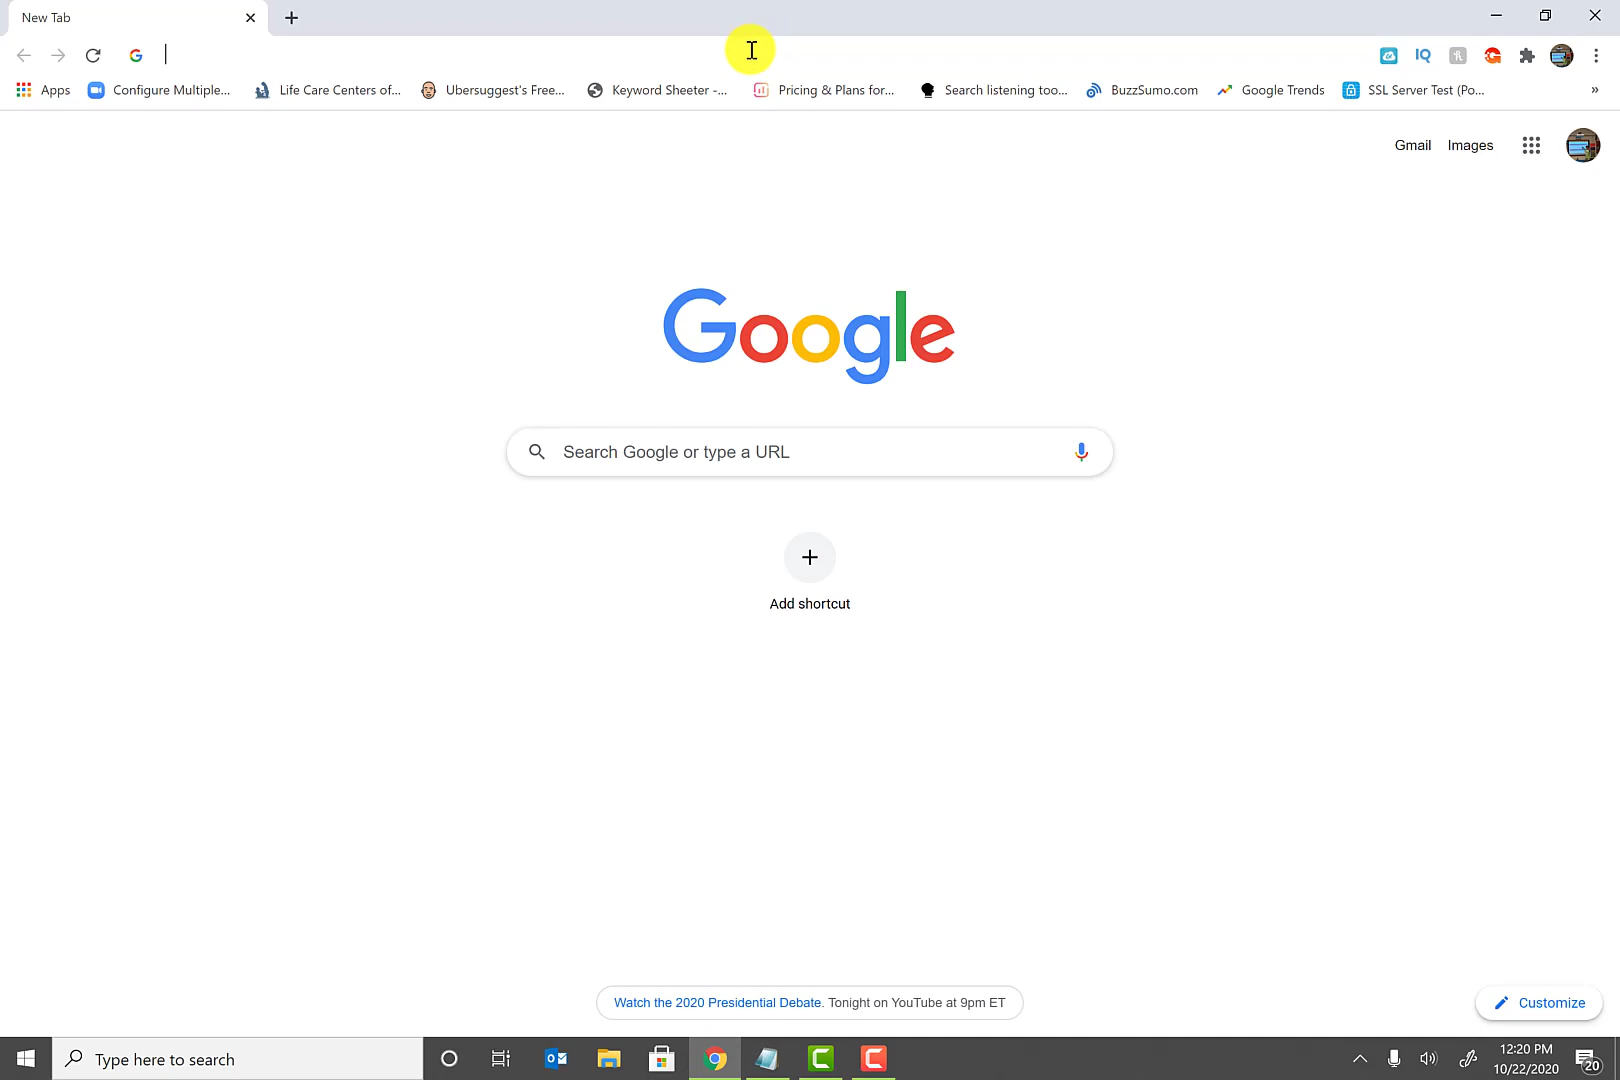 New Tab
Apps
Configure Multiple...
Life Care Centers of...
Ubersuggest's Free...
Keyword Sheeter -...
Pricing & Plans for...
Search listening too...
BuzzSumo.com
Google Trends
SSL Server Test (Po...
»
IQ
Gmail
Images
Google
Search Google or type a URL
Add shortcut
Watch the 2020 Presidential Debate. Tonight on YouTube at 9pm ET
Customize
Type here to search
12:20 PM
10/22/2020
20